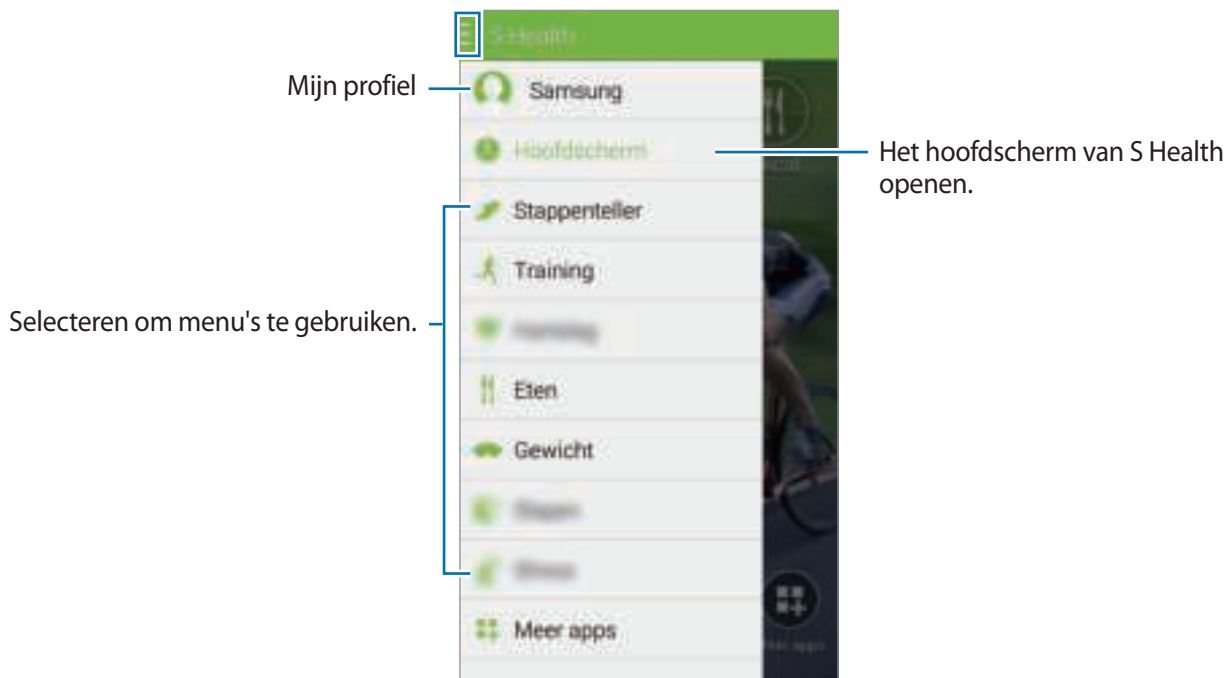 S Health
Mijn profiel
Samsung
Hoofdscherm
Het hoofdscherm van S Health
openen.
Stappenteller
Training
Selecteren om menu's te gebruiken.
Eten
Gewicht
Meer apps